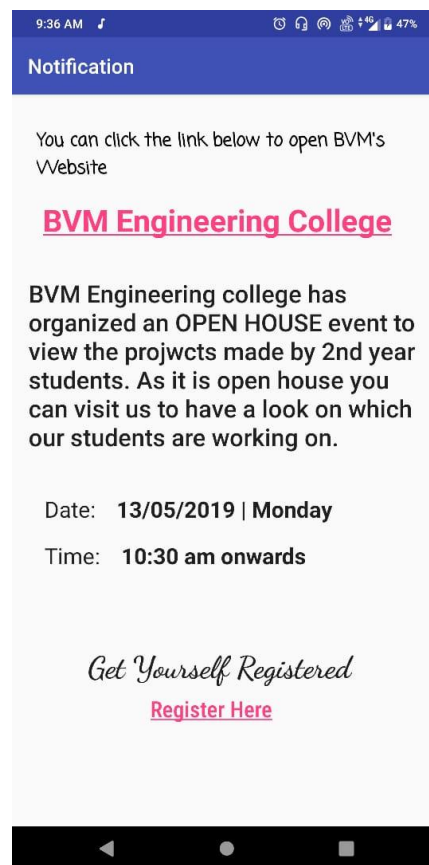 9:36 AM 4G 47%
Notification
You can click the link below to open BVM's
Website
BVM Engineering College
BVM Engineering college has
organized an OPEN HOUSE event to
view the projwcts made by 2nd year
students. As it is open house you
can visit us to have a look on which
our students are working on.
Date: 13/05/2019 | Monday
Time: 10:30 am onwards
Get Yourself Registered
Register Here